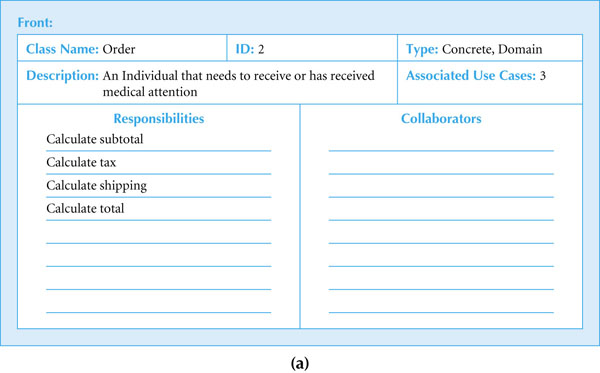 Front:
Class Name: Order
ID: 2
Type: Concrete, Domain
Description: An Individual that needs to receive or has received
medical attention
Associated Use Cases: 3
Responsibilities
Calculate subtotal
Calculate tax
Calculate shipping
Calculate total
Collaborators
(a)